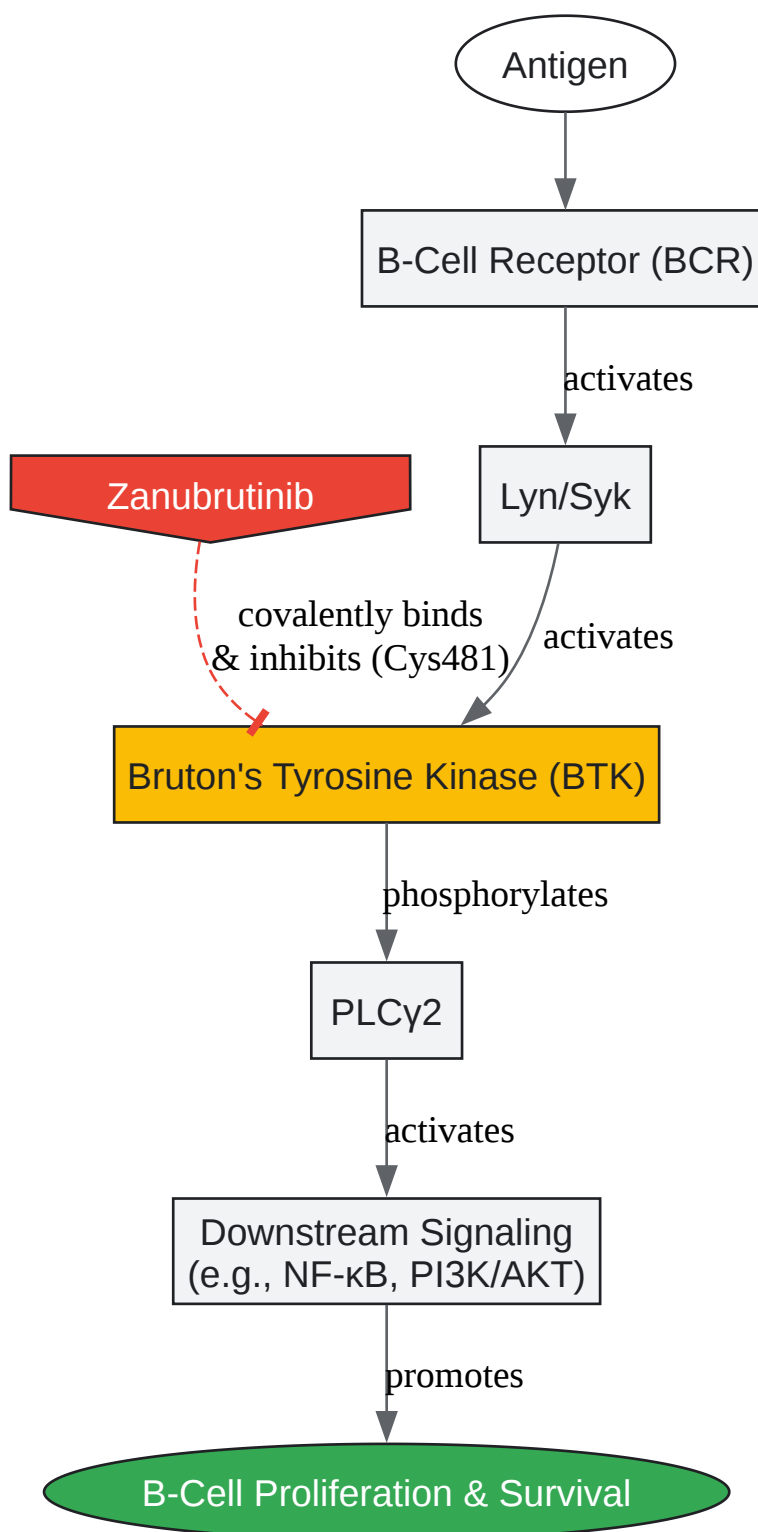 Antigen
B-Cell Receptor (BCR)
activates
Zanubrutinib
Lyn/Syk
covalently binds
& inhibits (Cys481)
activates
Bruton's Tyrosine Kinase (BTK)
phosphorylates
PLCγ2
activates
Downstream Signaling
(e.g., NF-κB, PI3K/AKT)
promotes
B-Cell Proliferation & Survival